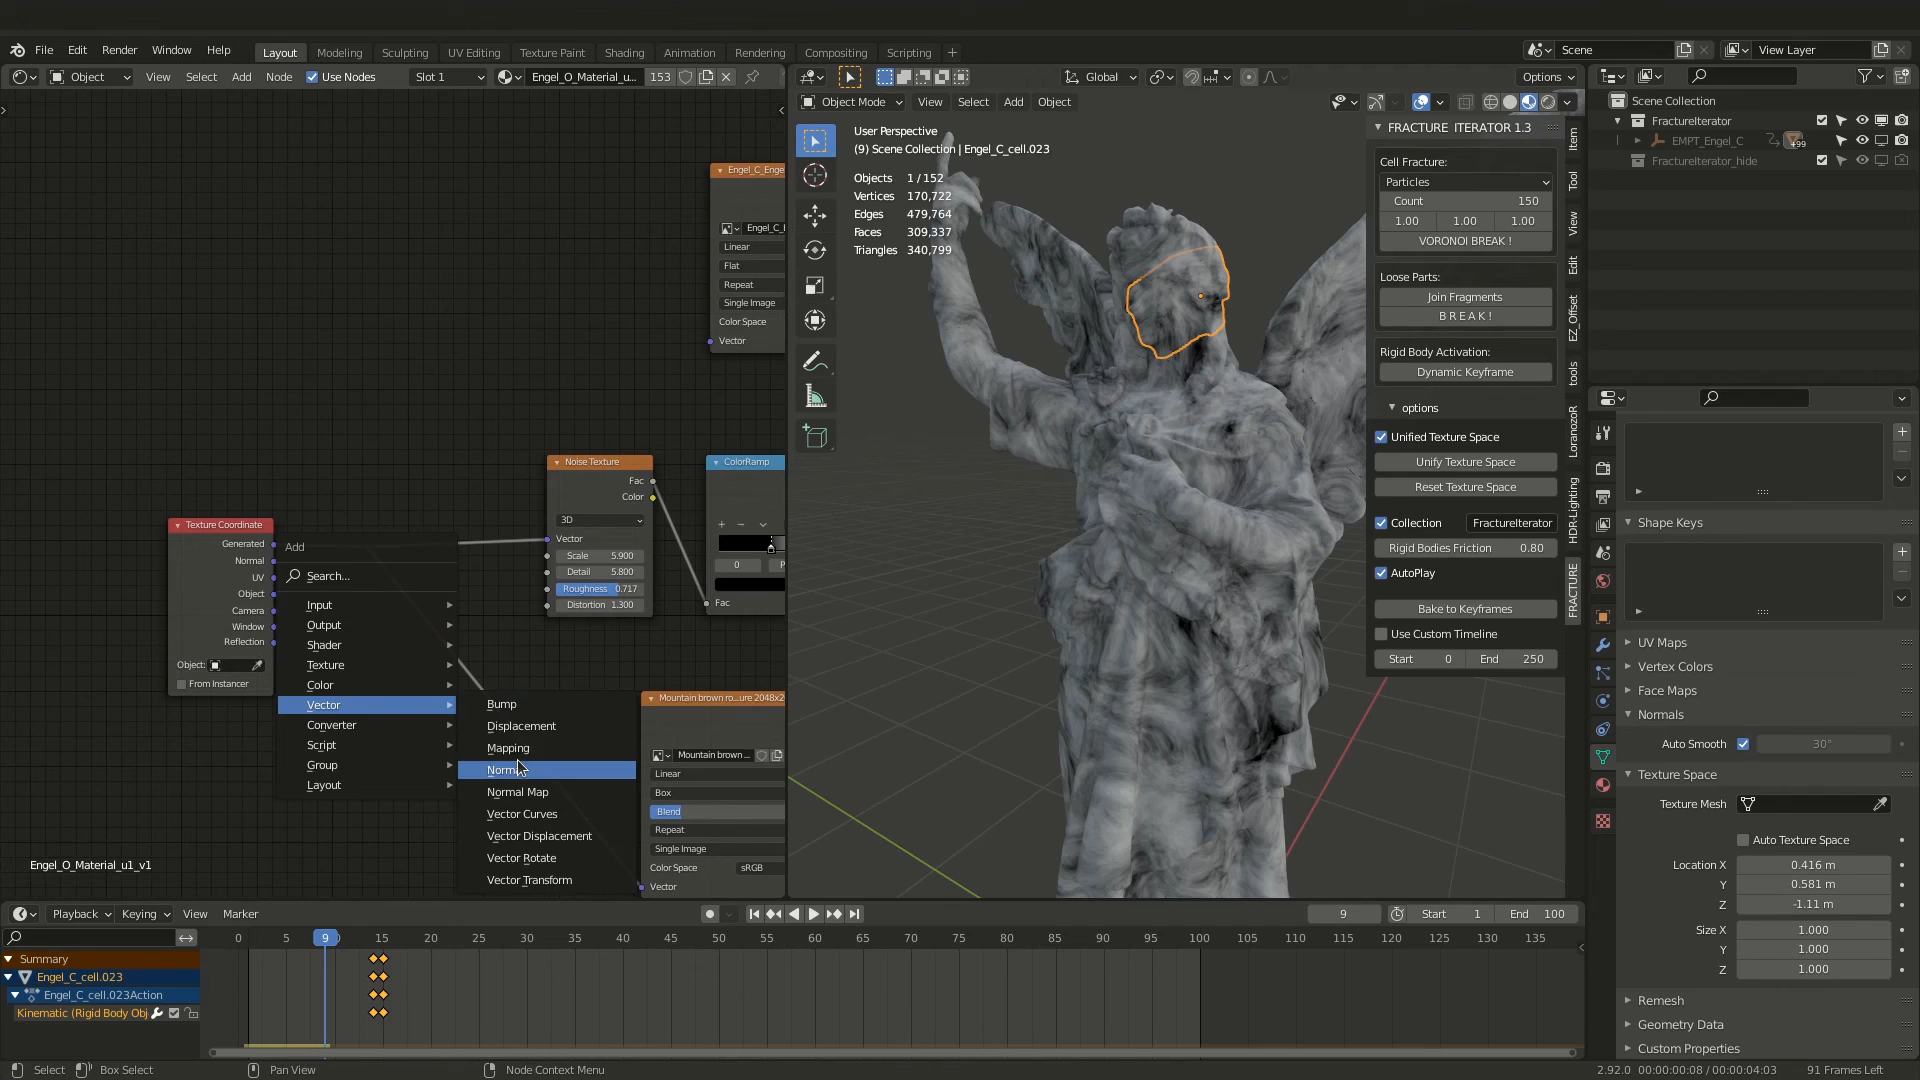 File Edit Render Window Help
Layout Modeling Sculpting UV Editing Texture Paint Shading Animation Rendering Compositing Scripting
Scene
View Layer
Object View Select Add Node Use Nodes Slot 1 Engel_O_Material_u... 153
Global
Options
Object Mode View Select Add Object
User Perspective
(9) Scene Collection | Engel_C_cell.023
Objects 1 / 152
Vertices 170,722
Edges 479,764
Faces 309,337
Triangles 340,799
Engel_C_Enge
Linear
Flat
Repeat
Single Image
Color Space
Vector
Noise Texture
Fac
Color
3D
Vector
Scale 5.900
Detail 5.800
Roughness 0.717
Distortion 1.300
ColorRamp
0
Fac
Texture Coordinate
Generated
Normal
UV
Object
Camera
Window
Reflection
Object:
From Instancer
Add
Search...
Input
Output
Shader
Texture
Color
Vector
Converter
Script
Group
Layout
Bump
Displacement
Mapping
Normal Map
Vector Curves
Vector Displacement
Vector Rotate
Vector Transform
Mountain brown ro...ure 2048x2
Mountain brown ...
Linear
Box
Blend
Repeat
Single Image
Color Space sRGB
Vector
Engel_O_Material_u1_v1
FRACTURE ITERATOR 1.3
Cell Fracture:
Particles
Count 150
1.00 1.00 1.00
VORONOI BREAK !
Loose Parts:
Join Fragments
B R E A K !
Rigid Body Activation:
Dynamic Keyframe
options
Unified Texture Space
Unify Texture Space
Reset Texture Space
Collection FractureIterator
Rigid Bodies Friction 0.80
AutoPlay
Bake to Keyframes
Use Custom Timeline
Start 0 End 250
Item
Tool
View
Edit
EZ_Offset
tools
LoranozoR
HDR-Lighting
FRACTURE
Scene Collection
FractureIterator
EMPT_Engel_C
+99
FractureIterator_hide
Shape Keys
UV Maps
Vertex Colors
Face Maps
Normals
Auto Smooth 30°
Texture Space
Texture Mesh
Auto Texture Space
Location X 0.416 m
Y 0.581 m
Z -1.11 m
Size X 1.000
Y 1.000
Z 1.000
Remesh
Geometry Data
Custom Properties
Playback Keying View Marker
9 Start 1 End 100
0 5 9 15 20 25 30 35 40 45 50 55 60 65 70 75 80 85 90 95 100 105 110 115 120 125 130 135
Summary
Engel_C_cell.023
Engel_C_cell.023Action
Kinematic (Rigid Body Obj
Select Box Select Pan View Node Context Menu
2.92.0 00:00:00:08 / 00:00:04:03 91 Frames Left